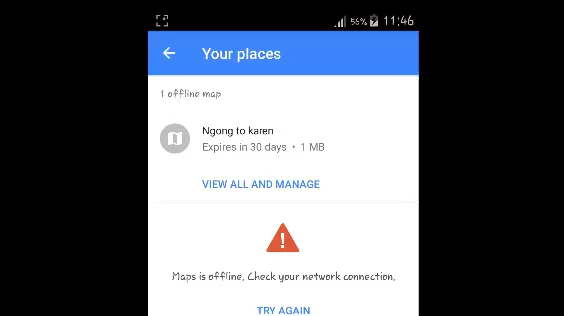 56% 11:46
Your places
1 offline map
Ngong to karen
Expires in 30 days • 1 MB
VIEW ALL AND MANAGE
Maps is offline. Check your network connection.
TRY AGAIN